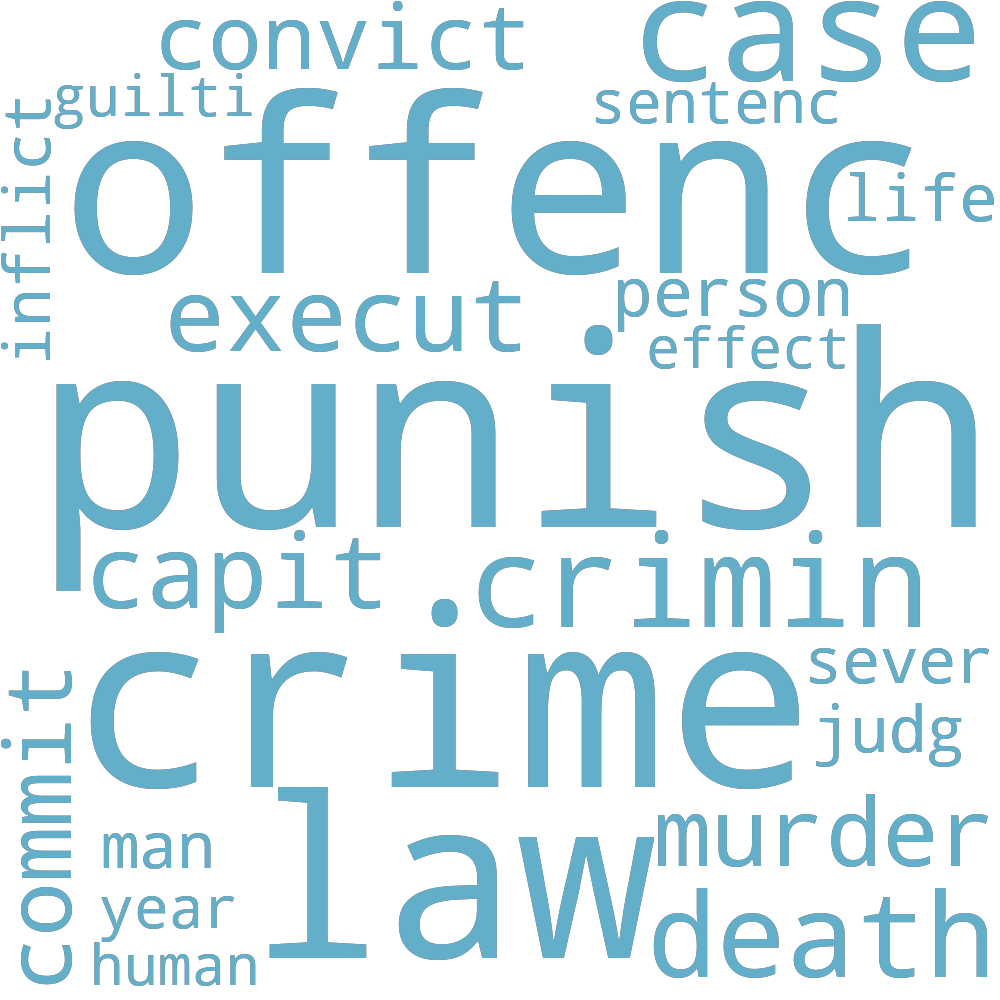 convict
case
guilti
sentenc
inflict
offenc
life
execut
person
effect
punish
capit
crimin
crime
sever
judg
commit
law
murder
man
year
death
human